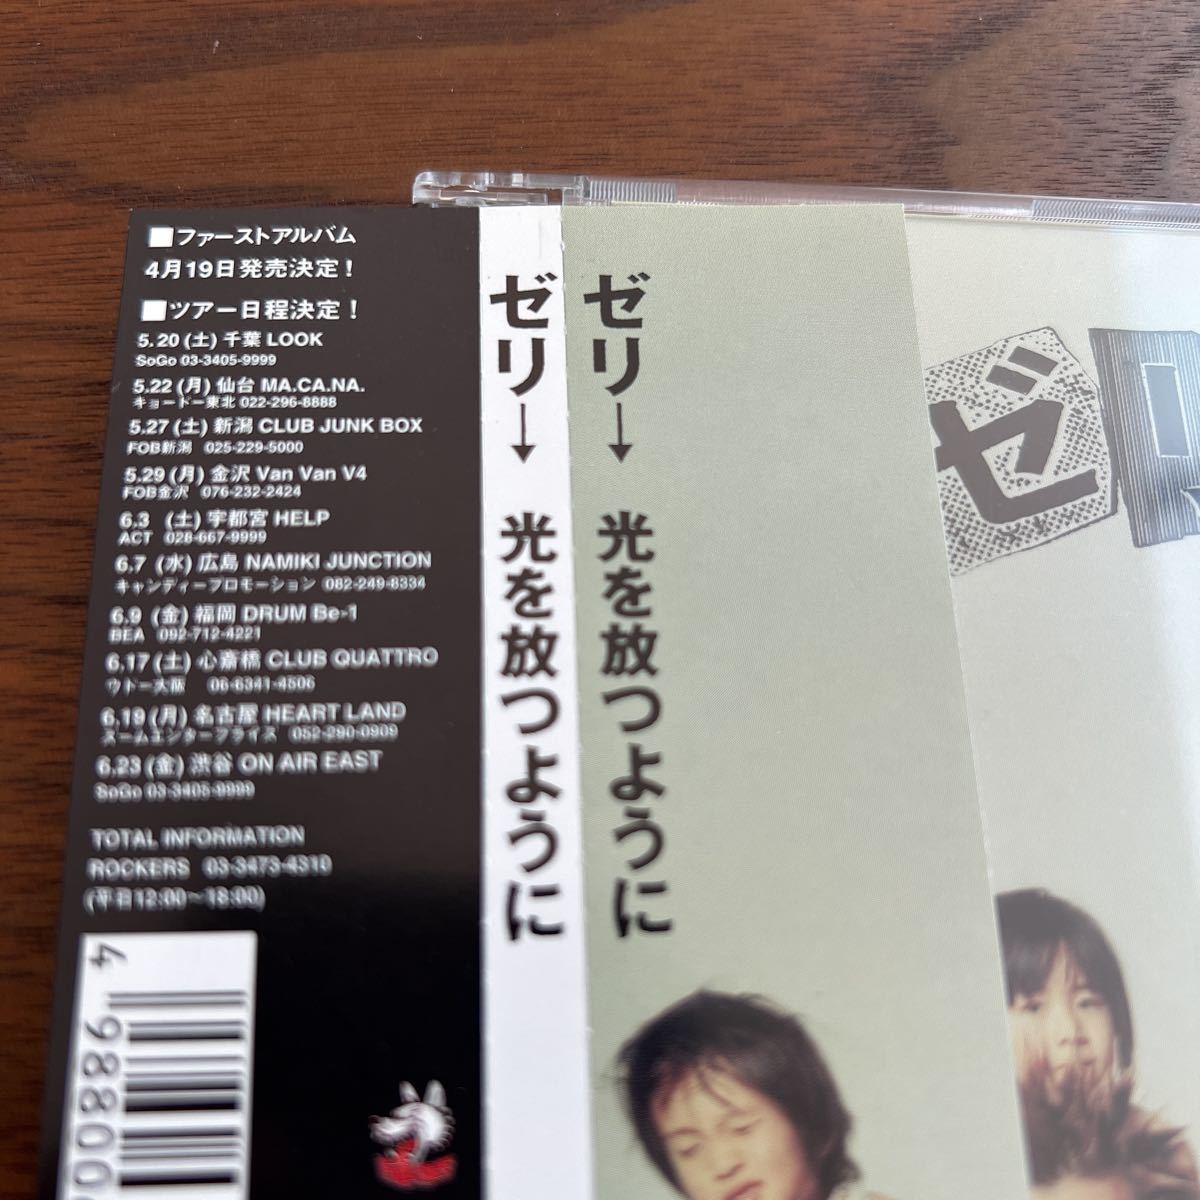 ■ファーストアルバム
4月19日発売決定！
■ツアー日程決定！
5.20 (土) 千葉 LOOK
SoGo 03-3405-9999
5.22 (月) 仙台 MA.CA.NA.
キョードー東北 022-296-8888
5.27 (土) 新潟 CLUB JUNK BOX
FOB新潟 025-229-5000
5.29 (月) 金沢 Van Van V4
FOB金沢 076-232-2424
6.3 (土) 宇都宮 HELP
ACT 028-667-9999
6.7 (水) 広島 NAMIKI JUNCTION
キャンディープロモーション 082-249-8334
6.9 (金) 福岡 DRUM Be-1
BEA 092-712-4221
6.17 (土) 心斎橋 CLUB QUATTRO
ウドー大阪 06-6341-4506
6.19 (月) 名古屋 HEART LAND
ズームエンタープライズ 052-290-0909
6.23 (金) 渋谷 ON AIR EAST
SoGo 03-3405-9999
TOTAL INFORMATION
ROCKERS 03-3473-4310
(平日12:00～18:00)
4 98800
ゼリ→ 光を放つように
ゼリ→ 光を放つように
ゼ